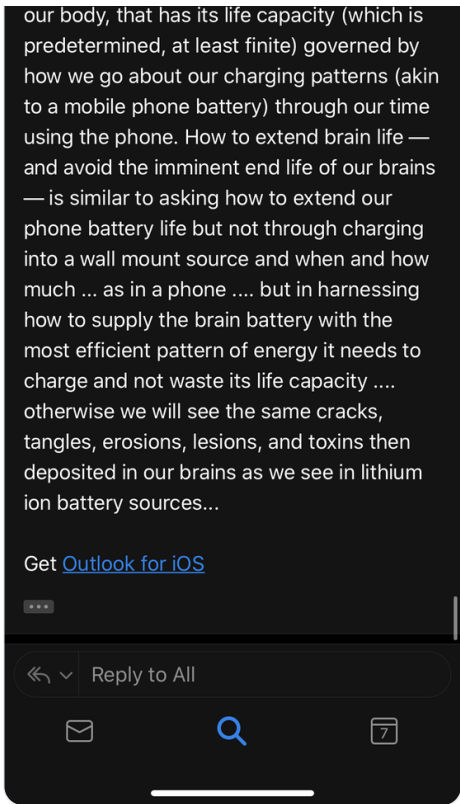 our body, that has its life capacity (which is
predetermined, at least finite) governed by
how we go about our charging patterns (akin
to a mobile phone battery) through our time
using the phone. How to extend brain life —
and avoid the imminent end life of our brains
— is similar to asking how to extend our
phone battery life but not through charging
into a wall mount source and when and how
much ... as in a phone .... but in harnessing
how to supply the brain battery with the
most efficient pattern of energy it needs to
charge and not waste its life capacity ....
otherwise we will see the same cracks,
tangles, erosions, lesions, and toxins then
deposited in our brains as we see in lithium
ion battery sources...
Get Outlook for iOS
Reply to All
7